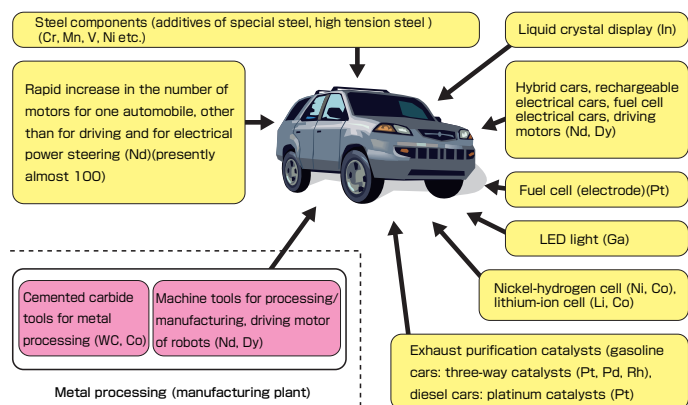 Steel components (additives of special steel, high tension steel )
(Cr, Mn, V, Ni etc.)
Liquid crystal display (In)
Rapid increase in the number of
motors for one automobile, other
than for driving and for electrical
power steering (Nd)(presently
almost 100)
Hybrid cars, rechargeable
electrical cars, fuel cell
electrical cars, driving
motors (Nd, Dy)
Fuel cell (electrode)(Pt)
LED light (Ga)
Nickel-hydrogen cell (Ni, Co),
lithium-ion cell (Li, Co)
Cemented carbide
tools for metal
processing (WC, Co)
Machine tools for processing/
manufacturing, driving motor
of robots (Nd, Dy)
Metal processing (manufacturing plant)
Exhaust purification catalysts (gasoline
cars: three-way catalysts (Pt, Pd, Rh),
diesel cars: platinum catalysts (Pt)